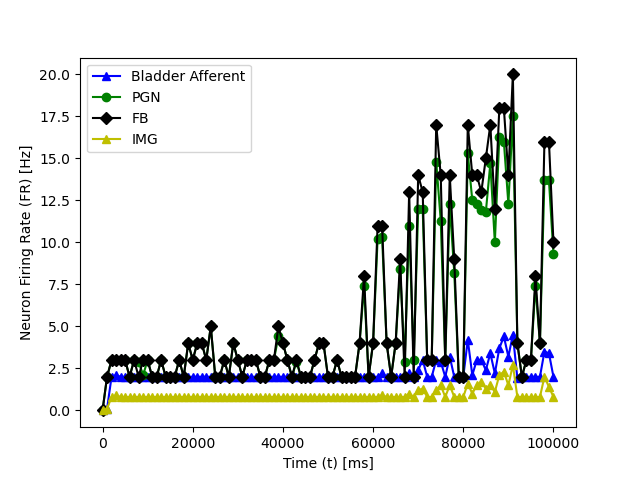 Bladder Afferent
PGN
FB
IMG
20.0
17.5
15.0
12.5
10.0
7.5
5.0
2.5
0.0
Neuron Firing Rate (FR) [Hz]
0 20000 40000 60000 80000 100000
Time (t) [ms]